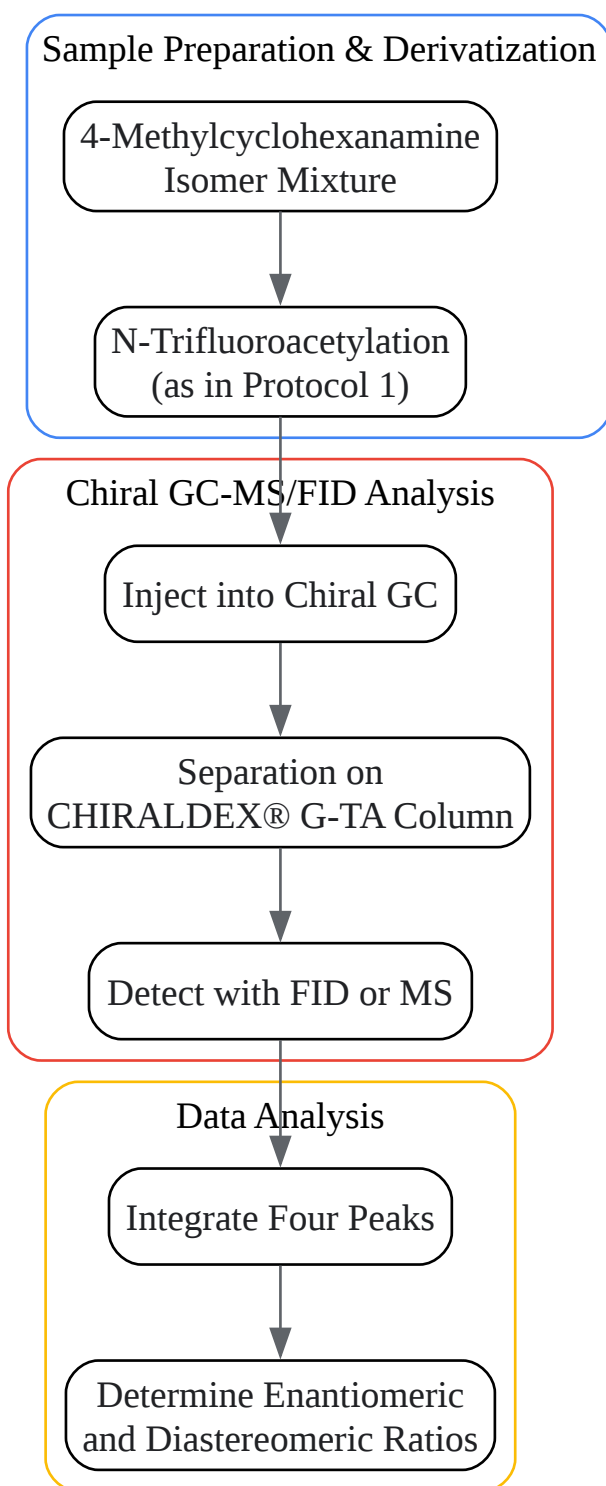 Sample Preparation & Derivatization
4-Methylcyclohexanamine
Isomer Mixture
N-Trifluoroacetylation
(as in Protocol 1)
Chiral GC-MS/FID Analysis
Inject into Chiral GC
Separation on
CHIRALDEX® G-TA Column
Detect with FID or MS
Data Analysis
Integrate Four Peaks
Determine Enantiomeric
and Diastereomeric Ratios